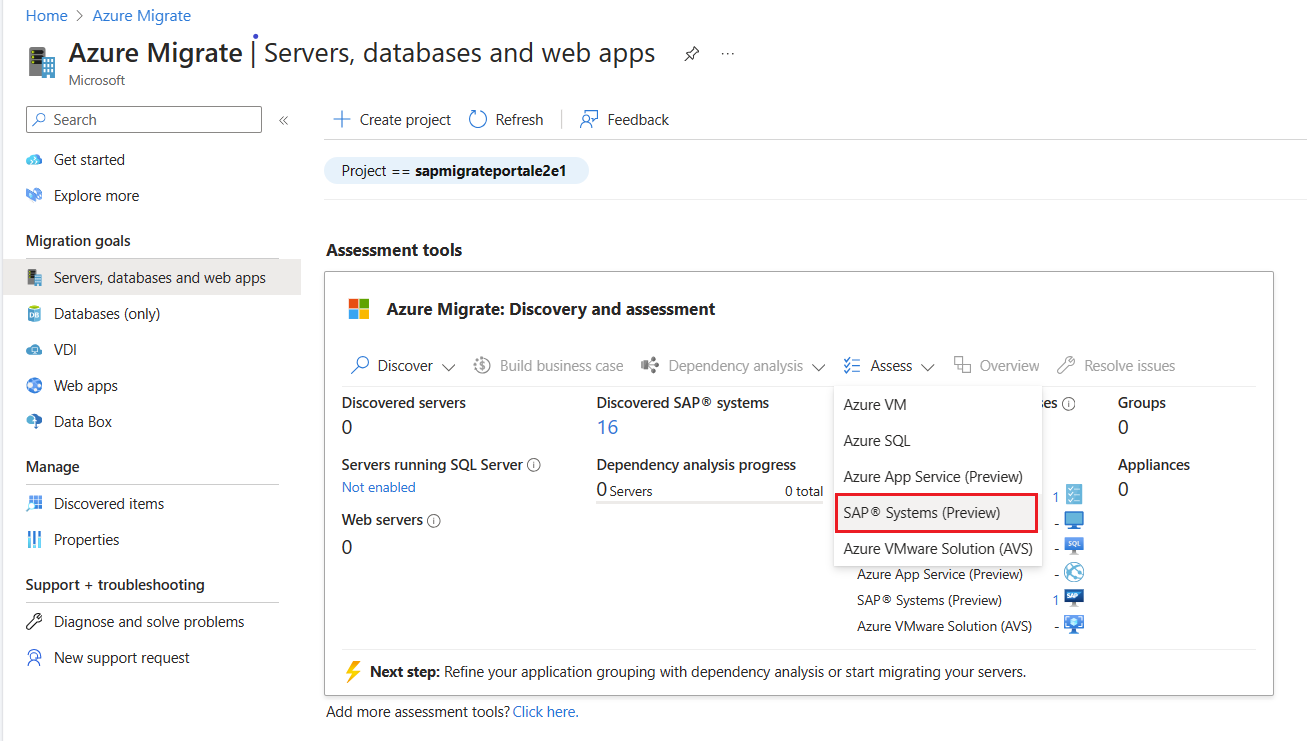 Home > Azure Migrate
Azure Migrate | Servers, databases and web apps
Microsoft
Search
Get started
Explore more
Migration goals
Servers, databases and web apps
Databases (only)
VDI
Web apps
Data Box
Manage
Discovered items
Properties
Support + troubleshooting
Diagnose and solve problems
New support request
Create project Refresh Feedback
Project == sapmigrateportale2e1
Assessment tools
Azure Migrate: Discovery and assessment
Discover Build business case Dependency analysis Assess Overview Resolve issues
Discovered servers
0
Servers running SQL Server
Not enabled
Web servers
0
Discovered SAP® systems
16
Dependency analysis progress
0 Servers 0 total
Azure VM
Azure SQL
Azure App Service (Preview)
SAP® Systems (Preview)
Azure VMware Solution (AVS)
1
-
-
Azure App Service (Preview) -
SAP® Systems (Preview) 1
Azure VMware Solution (AVS) -
Groups
0
Appliances
0
Next step: Refine your application grouping with dependency analysis or start migrating your servers.
Add more assessment tools? Click here.